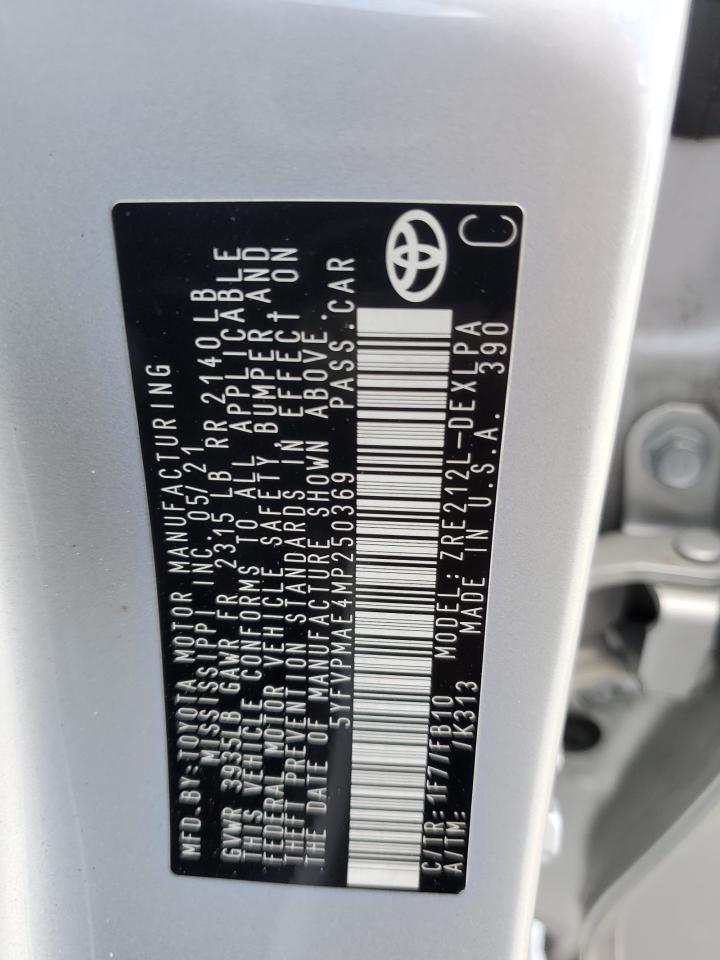 MFD.BY:TOYOTA MOTOR MANUFACTURING
MISSISSIPPI INC. 05/21
GVWR 3935LB GAWR FR 2315 LB RR 2140LB
THIS VEHICLE CONFORMS TO ALL APPLICABLE
FEDERAL MOTOR VEHICLE SAFETY, BUMPER AND
THEFT PREVENTION STANDARDS IN EFFECT ON
THE DATE OF MANUFACTURE SHOWN ABOVE.
5YFVPMAE4MP250369 PASS.CAR
C/TR: 1F7/FB10 MODEL: ZRE212L-DEXLPA
A/TM: /K313 MADE IN U.S.A. 390
C